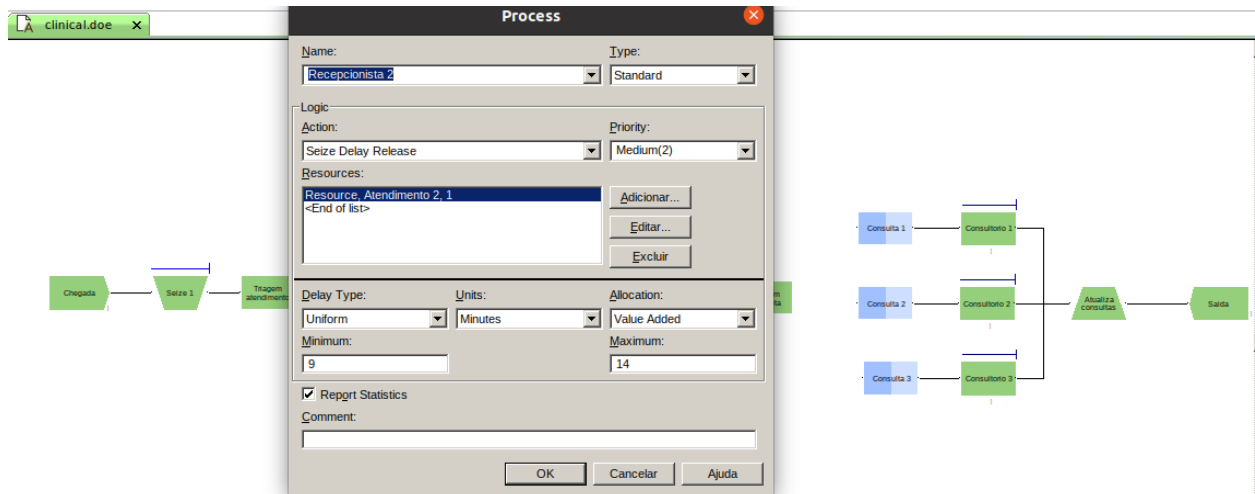 clinical.doe
Process
Name:
Type:
Recepcionista 2
Standard
Logic
Action:
Priority:
Seize Delay Release
Medium(2)
Resources:
Resource, Atendimento 2, 1
<End of list>
Adicionar...
Editar...
Excluir
Delay Type:
Units:
Allocation:
Uniform
Minutes
Value Added
Minimum:
Maximum:
9
14
Report Statistics
Comment:
OK
Cancelar
Ajuda
Chegada
Seize 1
Triagem
atendimento
Consulta 1
Consultorio 1
Consulta 2
Consultorio 2
Atualiza
consultas
Saida
Consulta 3
Consultorio 3